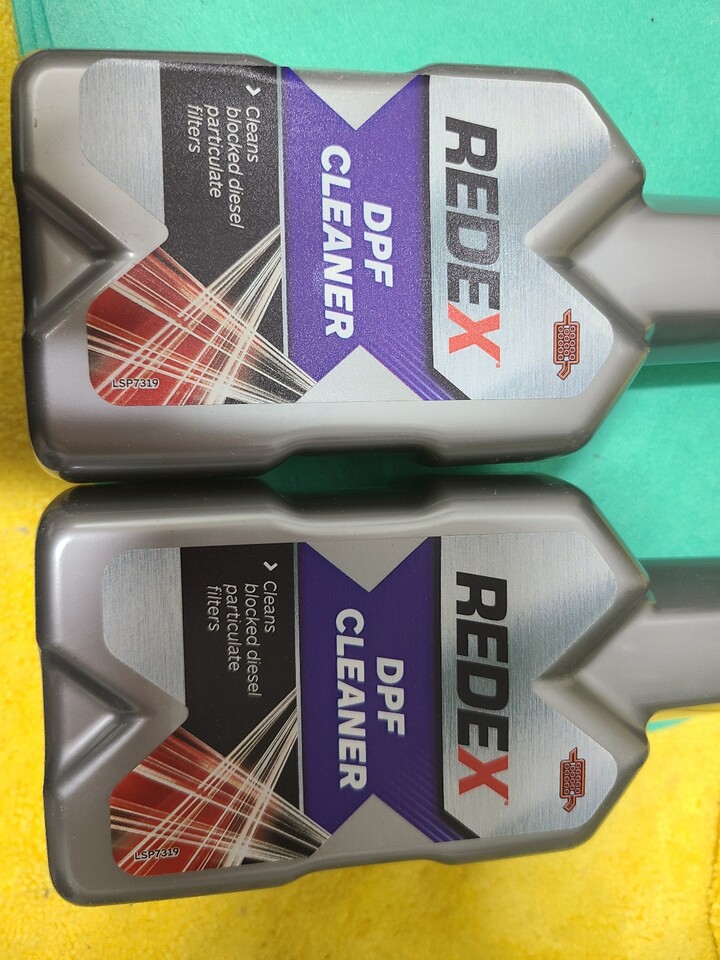 REDEX
DPF
CLEANER
› Cleans
blocked diesel
particulate
filters
LSP7319
REDEX
DPF
CLEANER
› Cleans
blocked diesel
particulate
filters
LSP7319